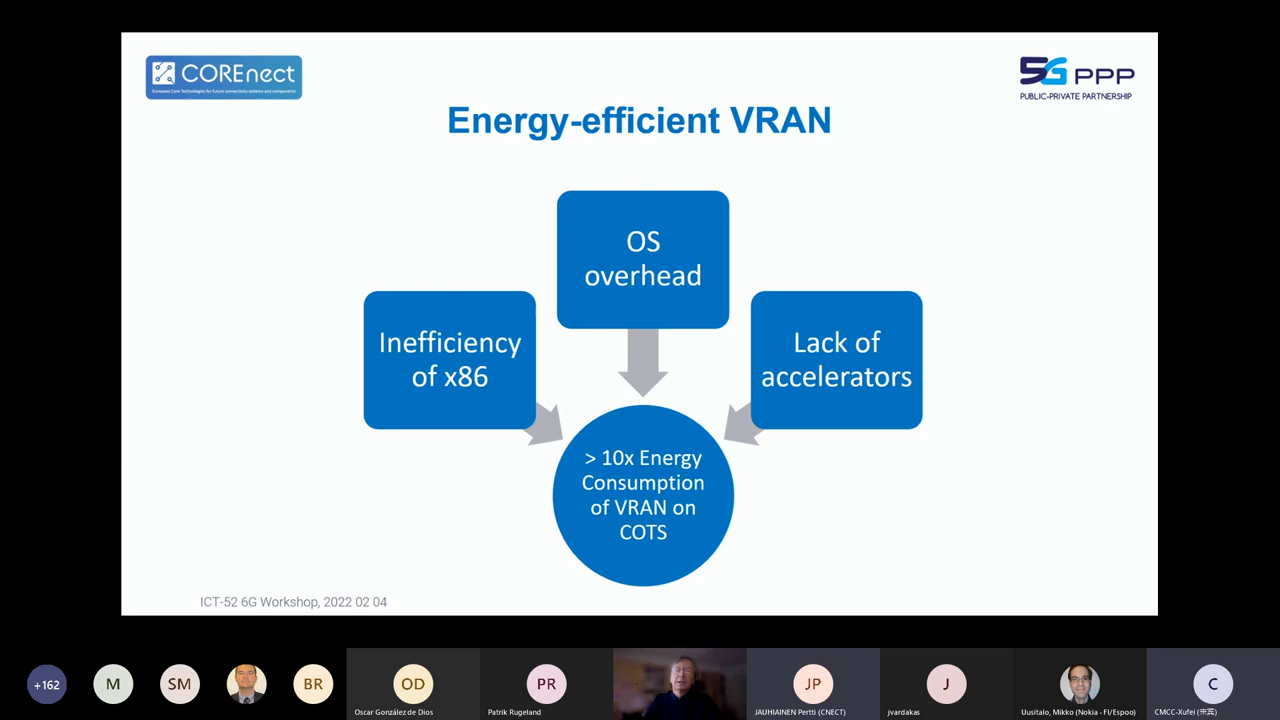 COREnect
European Core Technologies for future connectivity systems and components
5G PPP
PUBLIC-PRIVATE PARTNERSHIP
Energy-efficient VRAN
OS
overhead
Inefficiency
of x86
Lack of
accelerators
> 10x Energy
Consumption
of VRAN on
COTS
ICT-52 6G Workshop, 2022 02 04
+162
M
SM
BR
OD
Oscar González de Dios
PR
Patrik Rugeland
JP
JAUHIAINEN Pertti (CNECT)
J
jvardakas
Uusitalo, Mikko (Nokia - FI/Espoo)
C
CMCC-Xufei